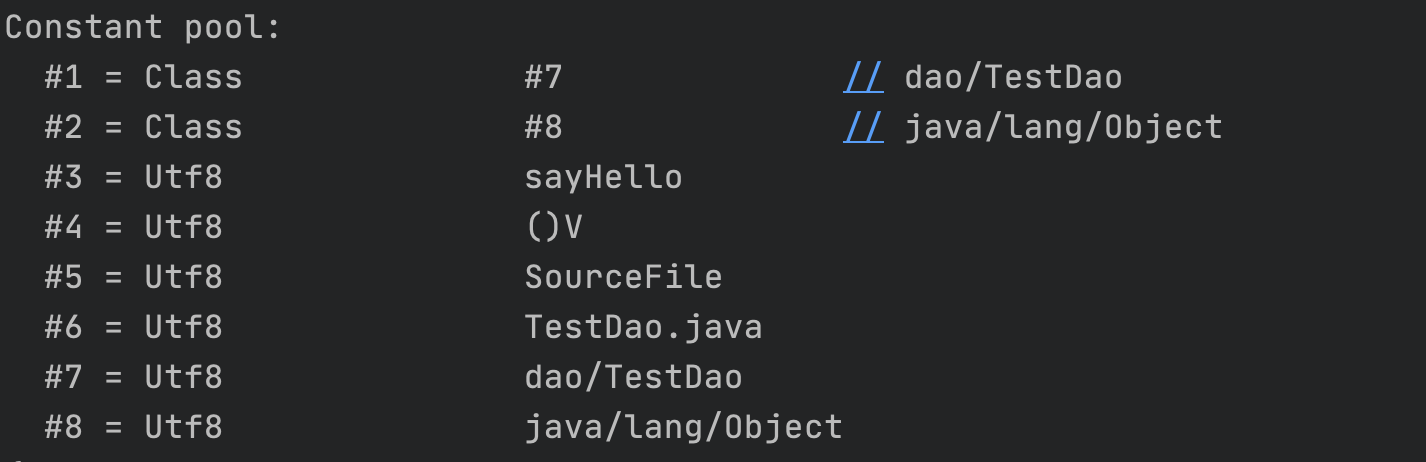 Constant pool:
#1 = Class #7 // dao/TestDao
#2 = Class #8 // java/lang/Object
#3 = Utf8 sayHello
#4 = Utf8 ()V
#5 = Utf8 SourceFile
#6 = Utf8 TestDao.java
#7 = Utf8 dao/TestDao
#8 = Utf8 java/lang/Object